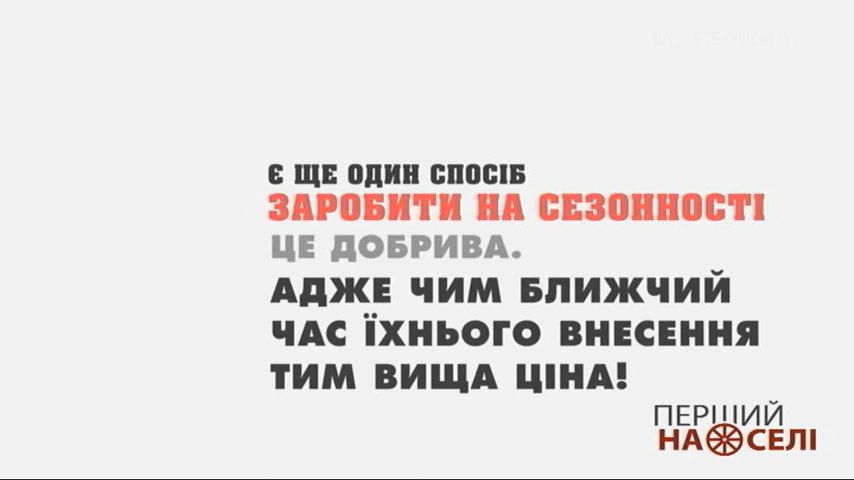 Є ЩЕ ОДИН СПОСІБ
ЗАРОБИТИ НА СЕЗОННОСТІ
ЦЕ ДОБРИВА.
АДЖЕ ЧИМ БЛИЖЧИЙ
ЧАС ЇХНЬОГО ВНЕСЕННЯ
ТИМ ВИЩА ЦІНА!
ПЕРШИЙ
НА СЕЛІ